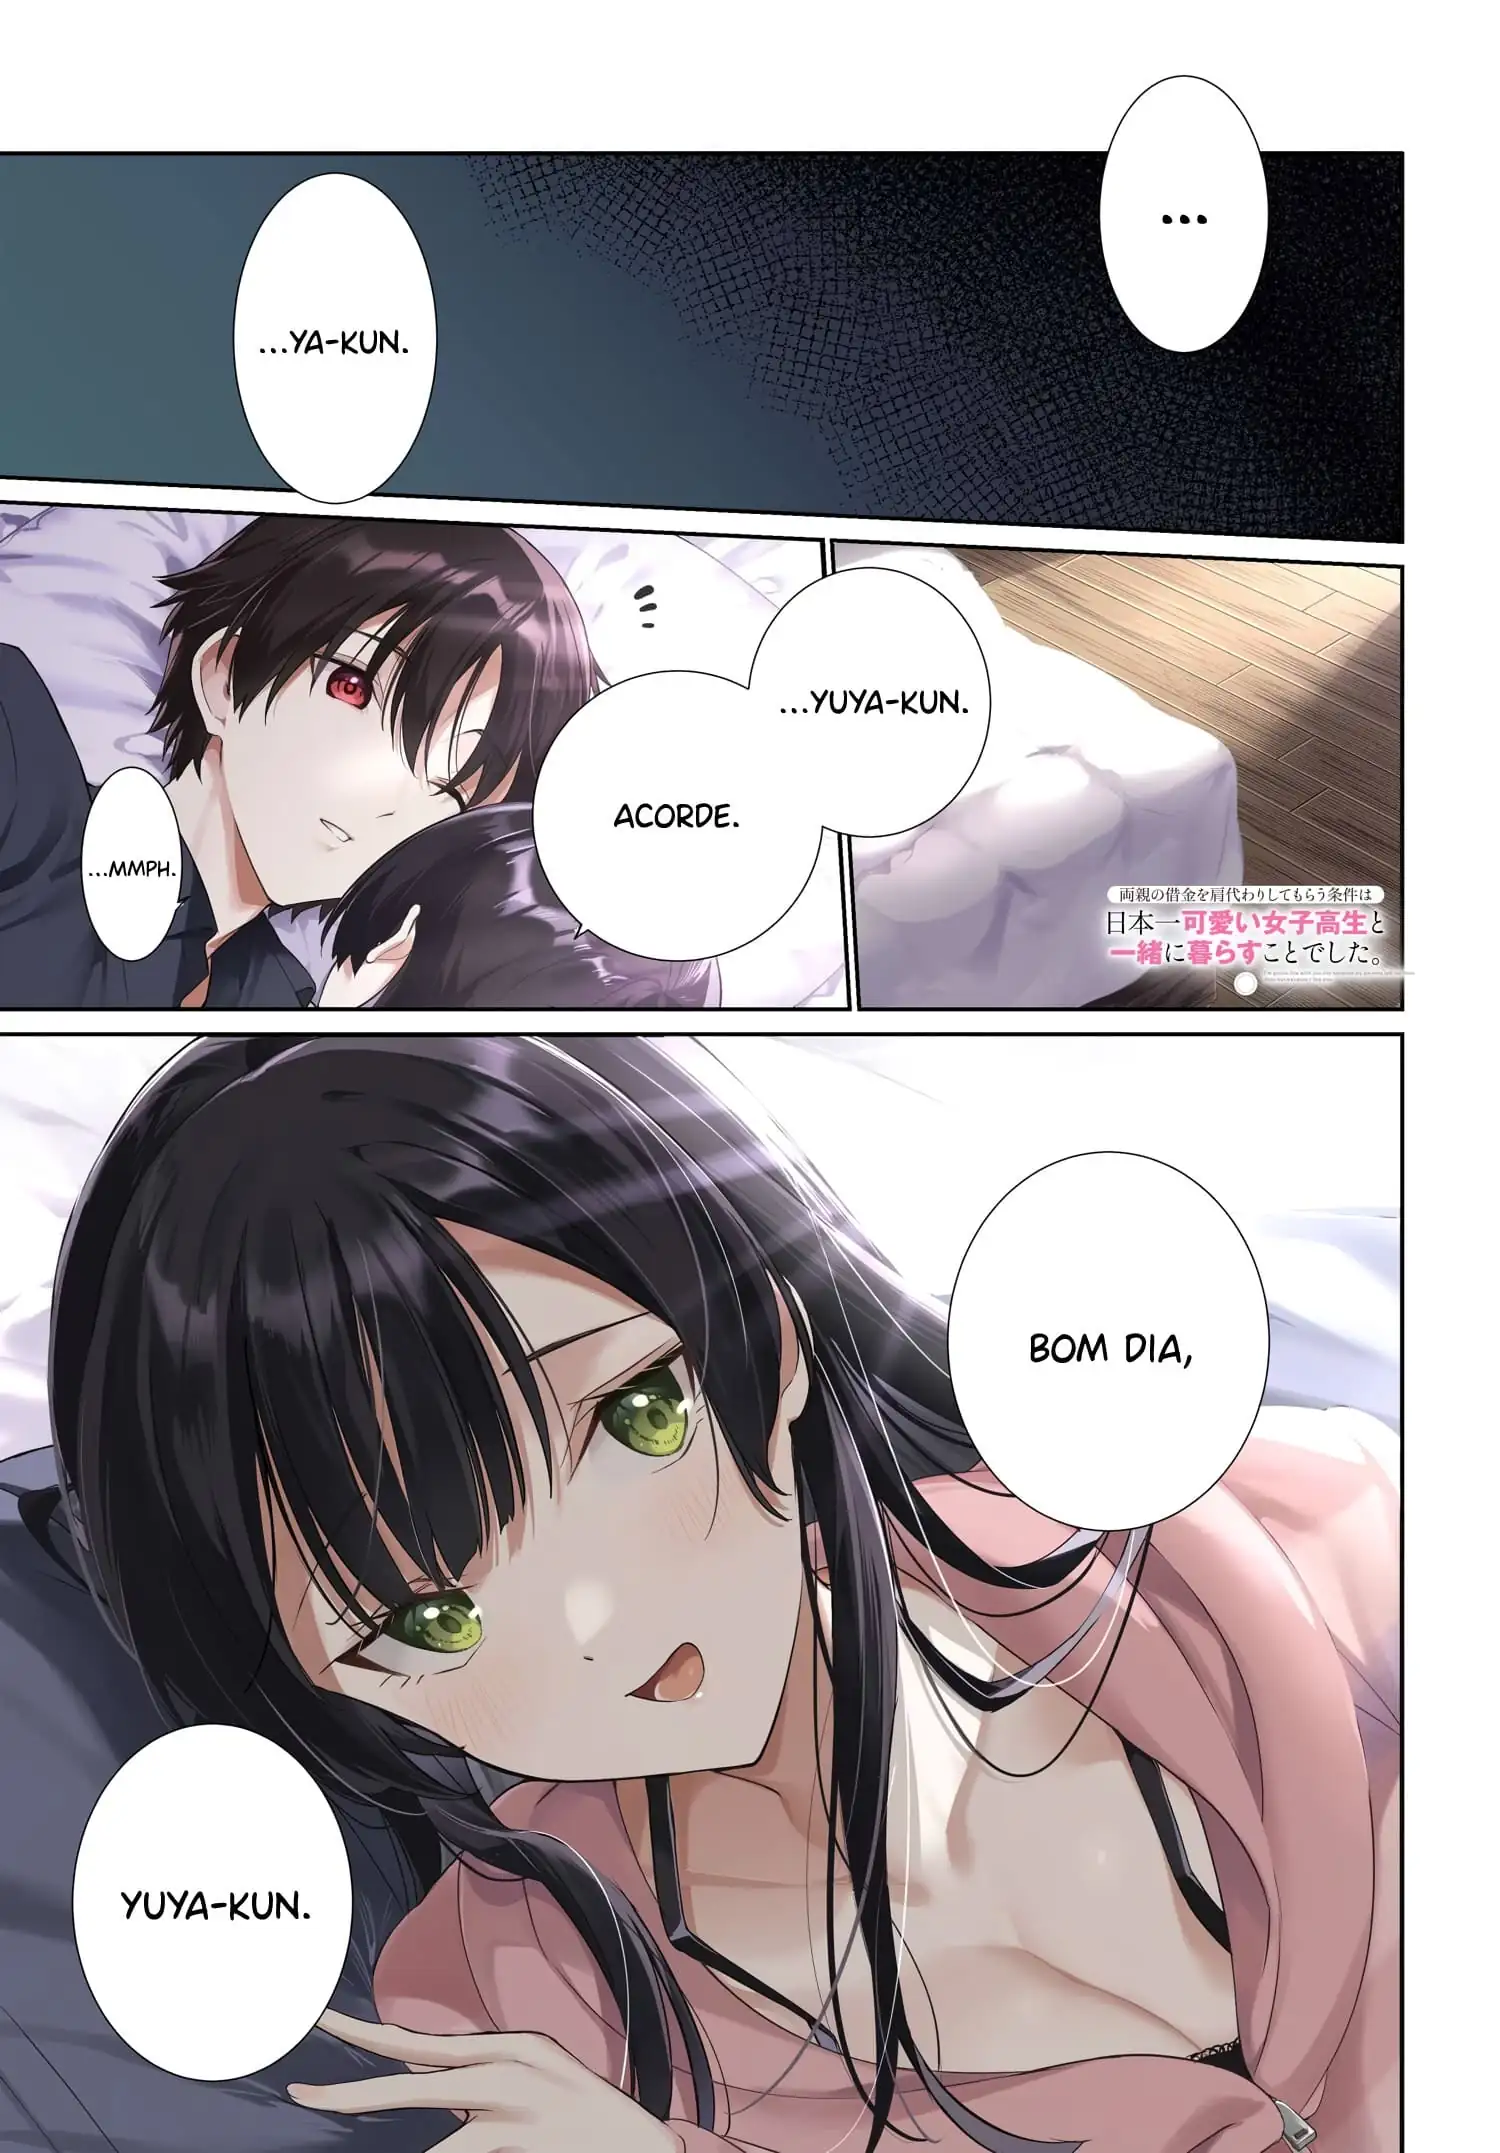 ...
...YA-KUN.
...YUYA-KUN.
ACORDE.
...MMPH.
両親の借金を肩代わりしてもらう条件は
日本一可愛い女子高生と
一緒に暮らすことでした。
BOM DIA,
YUYA-KUN.